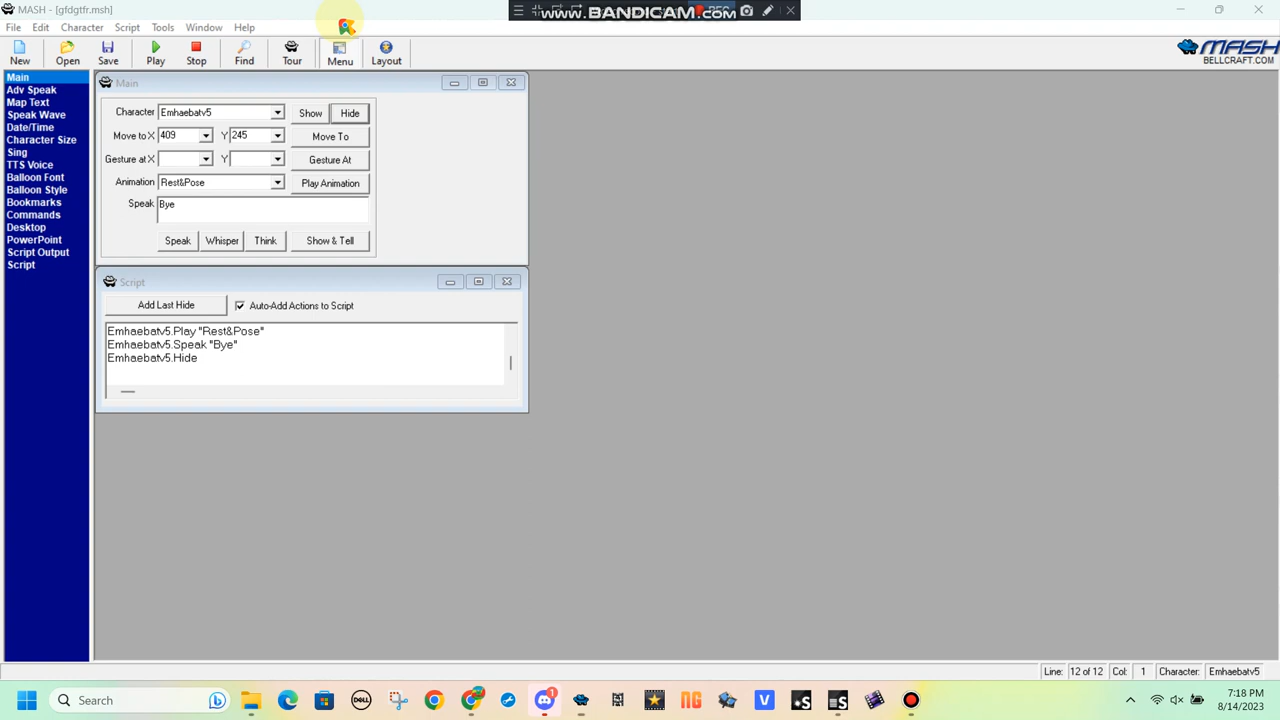 MASH - [gfdgtfr.msh]
www.BANDICAM.com
File Edit Character Script Tools Window Help
New Open Save Play Stop Find Tour Menu Layout
MASH
BELLCRAFT.COM
Main
Adv Speak
Map Text
Speak Wave
Date/Time
Character Size
Sing
TTS Voice
Balloon Font
Balloon Style
Bookmarks
Commands
Desktop
PowerPoint
Script Output
Script
Main
Character Emhaebatv5 Show Hide
Move to X 409 Y 245 Move To
Gesture at X Y Gesture At
Animation Rest&Pose Play Animation
Speak Bye
Speak Whisper Think Show & Tell
Script
Add Last Hide Auto-Add Actions to Script
Emhaebatv5.Play "Rest&Pose"
Emhaebatv5.Speak "Bye"
Emhaebatv5.Hide
Line: 12 of 12 Col: 1 Character: Emhaebatv5
Search
DELL
NG
1
V
S
S
7:18 PM
8/14/2023